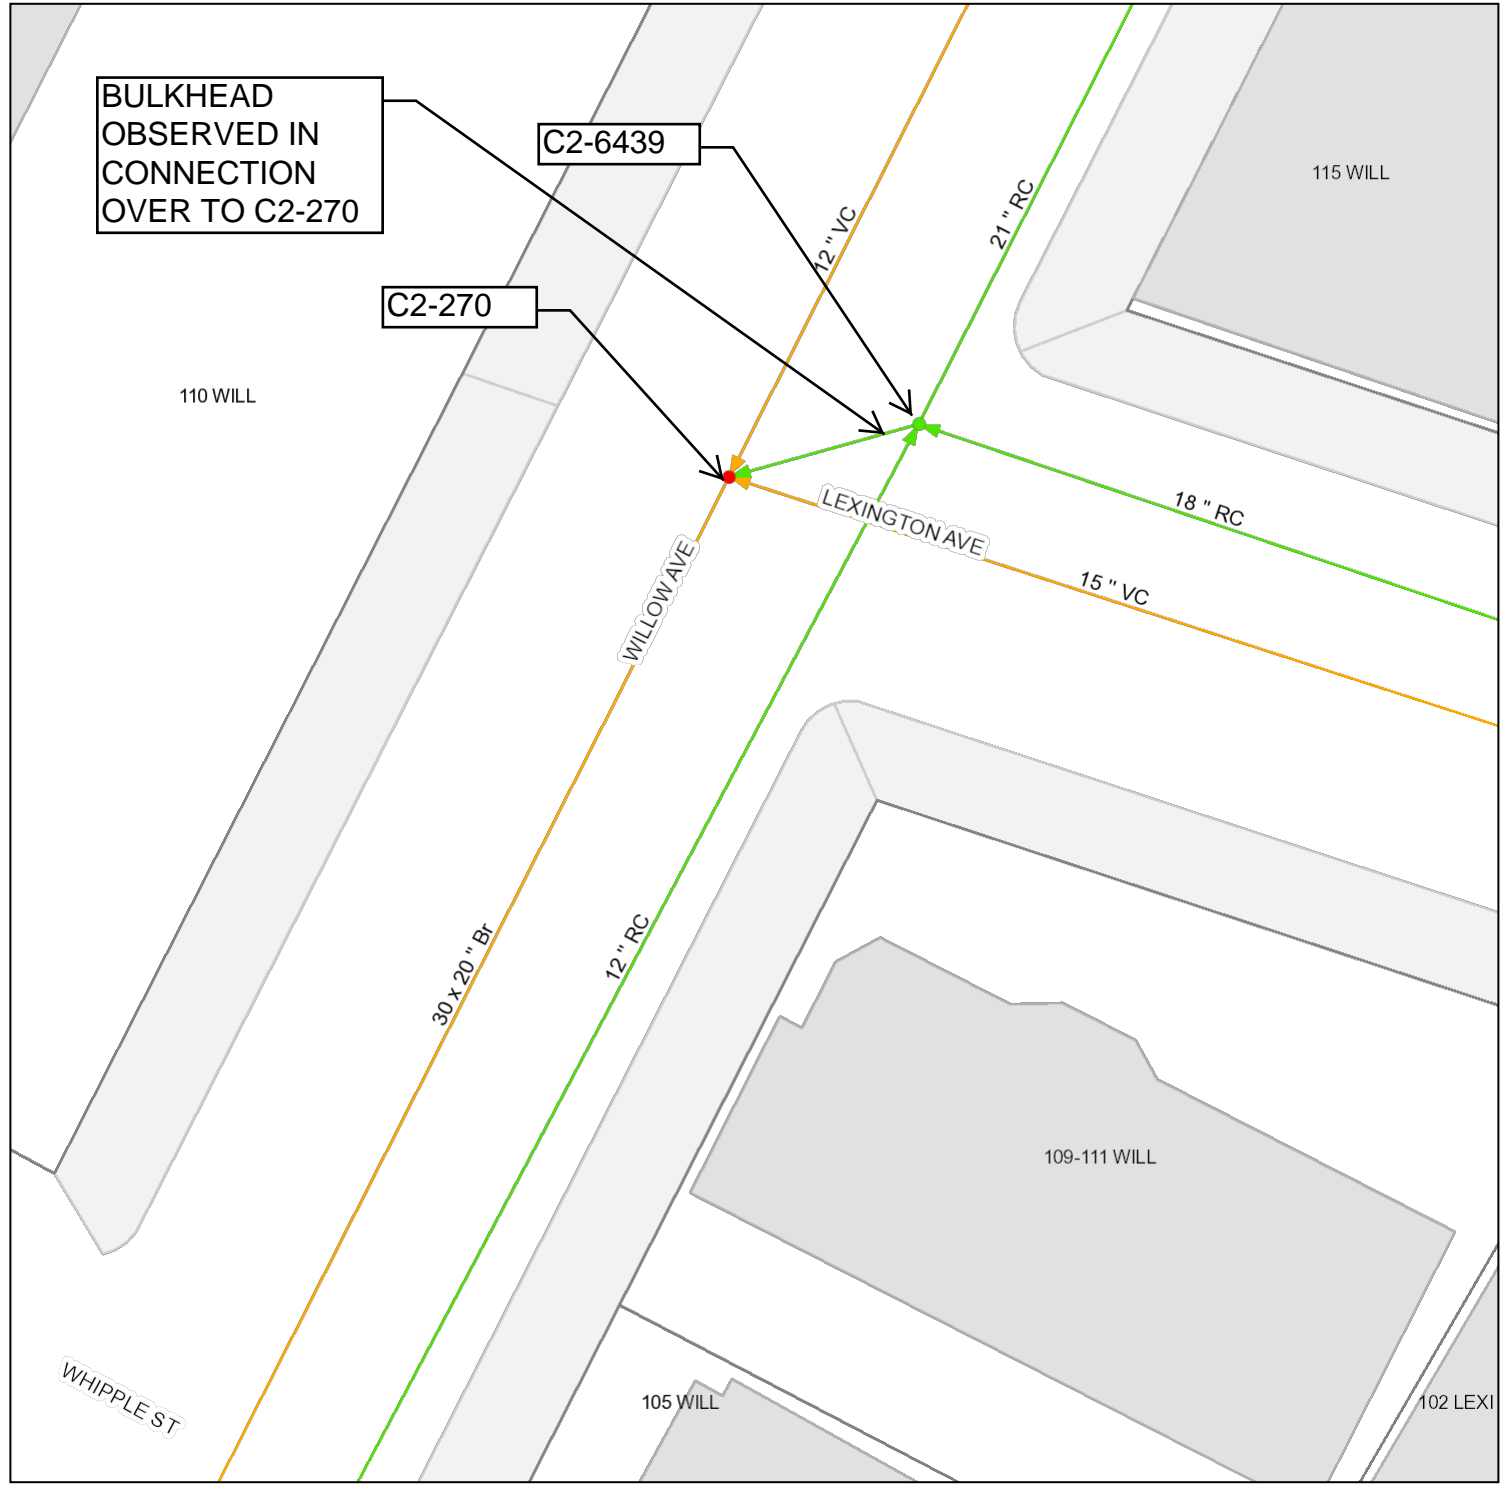 BULKHEAD
OBSERVED IN
CONNECTION
OVER TO C2-270
C2-6439
115 WILL
12 " VC
21 " RC
C2-270
110 WILL
18 " RC
LEXINGTON AVE
15 " VC
WILLOW AVE
30 x 20 " Br
12 " RC
109-111 WILL
WHIPPLE ST
105 WILL
102 LEXI